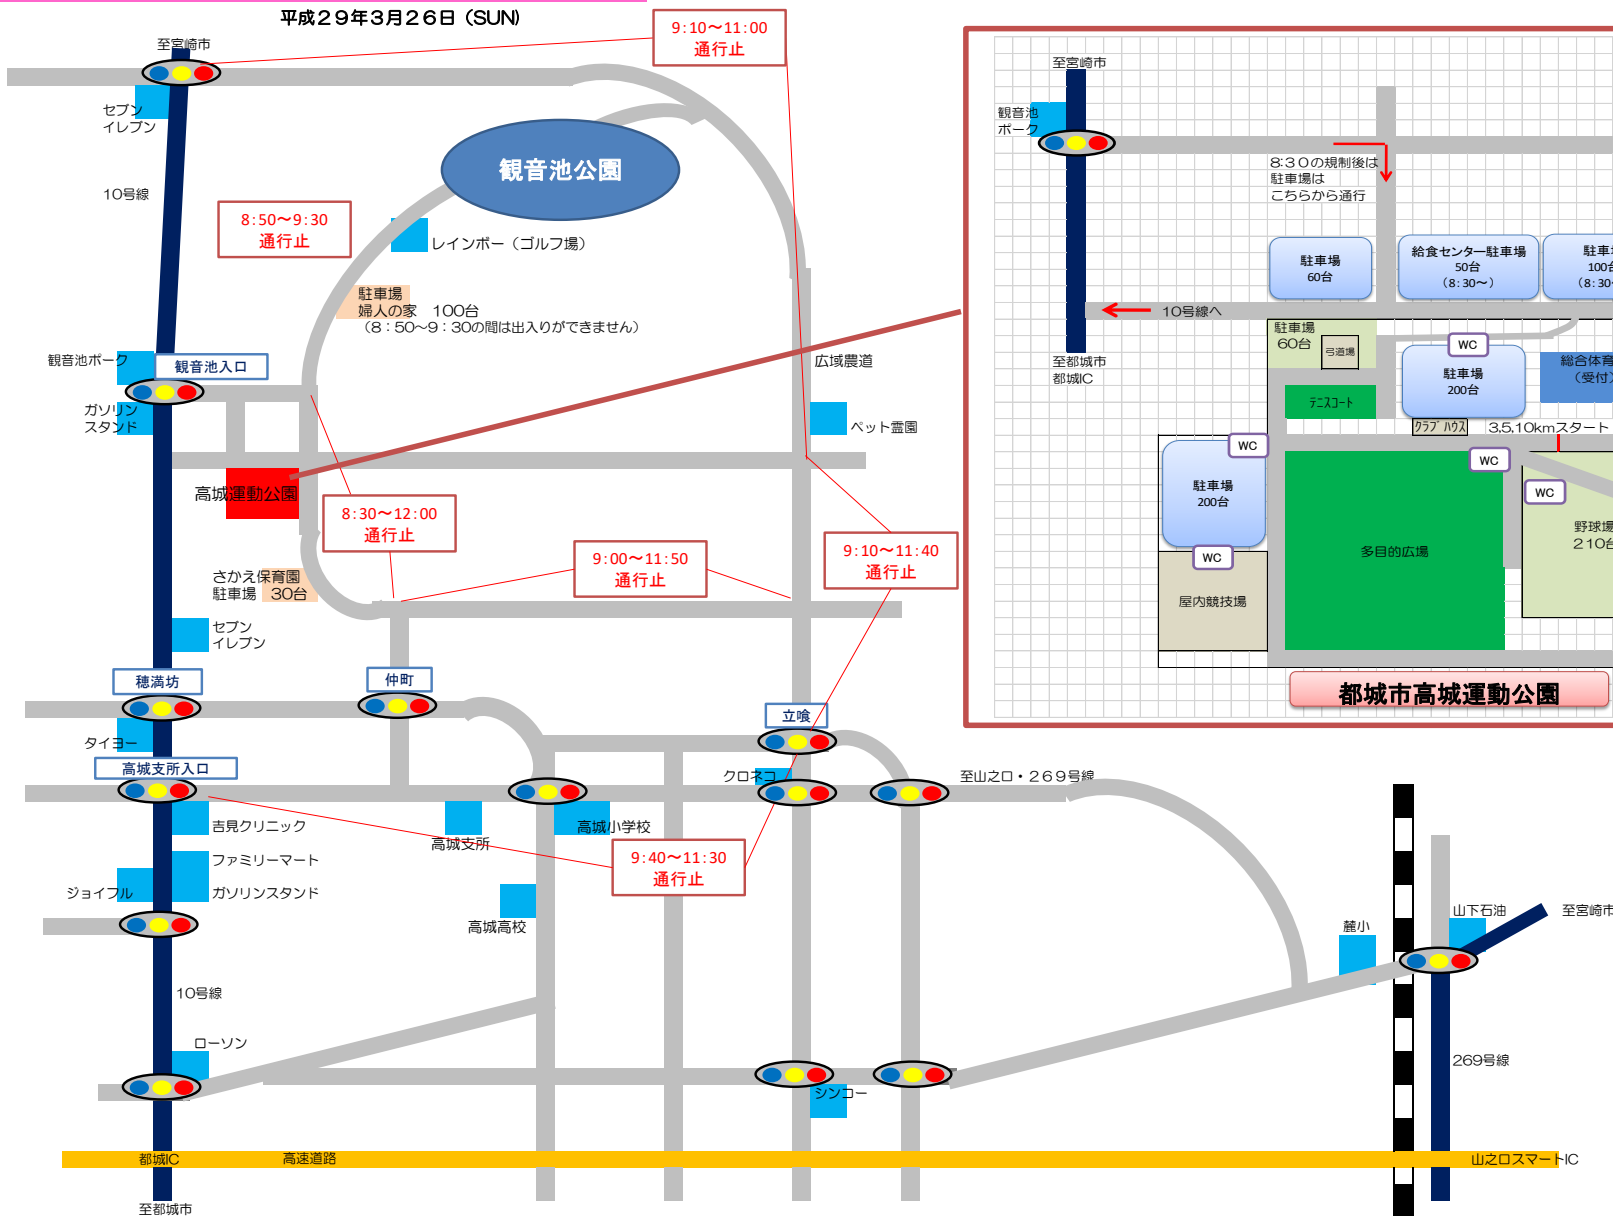 平成29年3月26日（SUN）
至宮崎市
9:10～11:00
通行止
セブン
イレブン
10号線
観音池公園
8:50～9:30
通行止
レインボー（ゴルフ場）
駐車場
婦人の家　100台
（8：50～9：30の間は出入りができません）
観音池ポーク
観音池入口
広域農道
ガソリン
スタンド
ペット霊園
高城運動公園
8:30～12:00
通行止
9:00～11:50
通行止
9:10～11:40
通行止
さかえ保育園
駐車場　30台
セブン
イレブン
穂満坊
仲町
立喰
タイヨー
高城支所入口
クロネコ
至山之口・269号線
吉見クリニック
高城支所
高城小学校
ファミリーマート
9:40～11:30
通行止
ジョイフル
ガソリンスタンド
高城高校
麓小
山下石油
至宮崎市
10号線
ローソン
269号線
シンコー
都城IC
高速道路
山之口スマートIC
至都城市
至宮崎市
観音池
ポーク
8:30の規制後は
駐車場は
こちらから通行
駐車場
60台
給食センター駐車場
50台
（8:30～）
駐車
100台
（8:30
10号線へ
駐車場
60台
弓道場
WC
至都城市
都城IC
駐車場
200台
総合体育
（受付
テニスコート
クラブハウス
3,5,10kmスタート
WC
WC
WC
駐車場
200台
野球場
210台
多目的広場
WC
屋内競技場
都城市高城運動公園